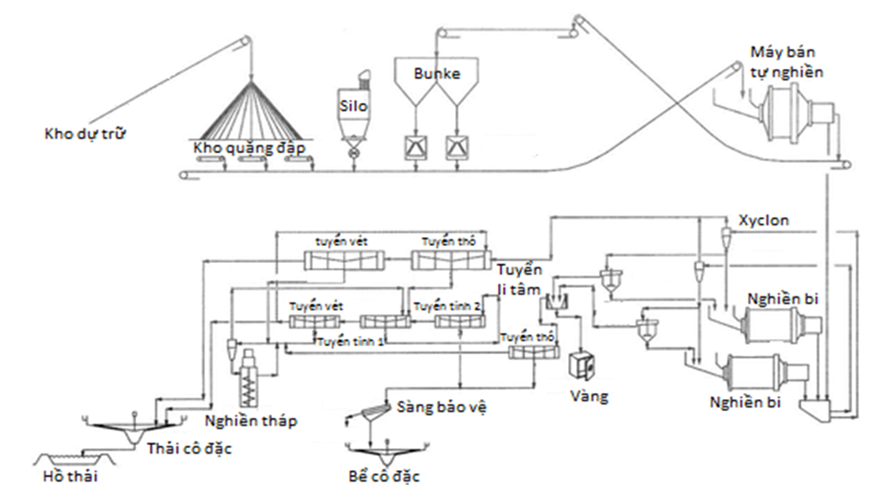 Máy bán
tự nghiền
Bunke
Silo
Kho dự trữ
Kho quặng đập
Xyclon
tuyển vét
Tuyển thô
Tuyển
li tâm
Nghiền bi
Tuyển vét
Tuyển tinh 2
Tuyển tinh 1
Tuyển thô
Vàng
Nghiền bi
Nghiền tháp
Sàng bảo vệ
Thải cô đặc
Hồ thải
Bể cô đặc